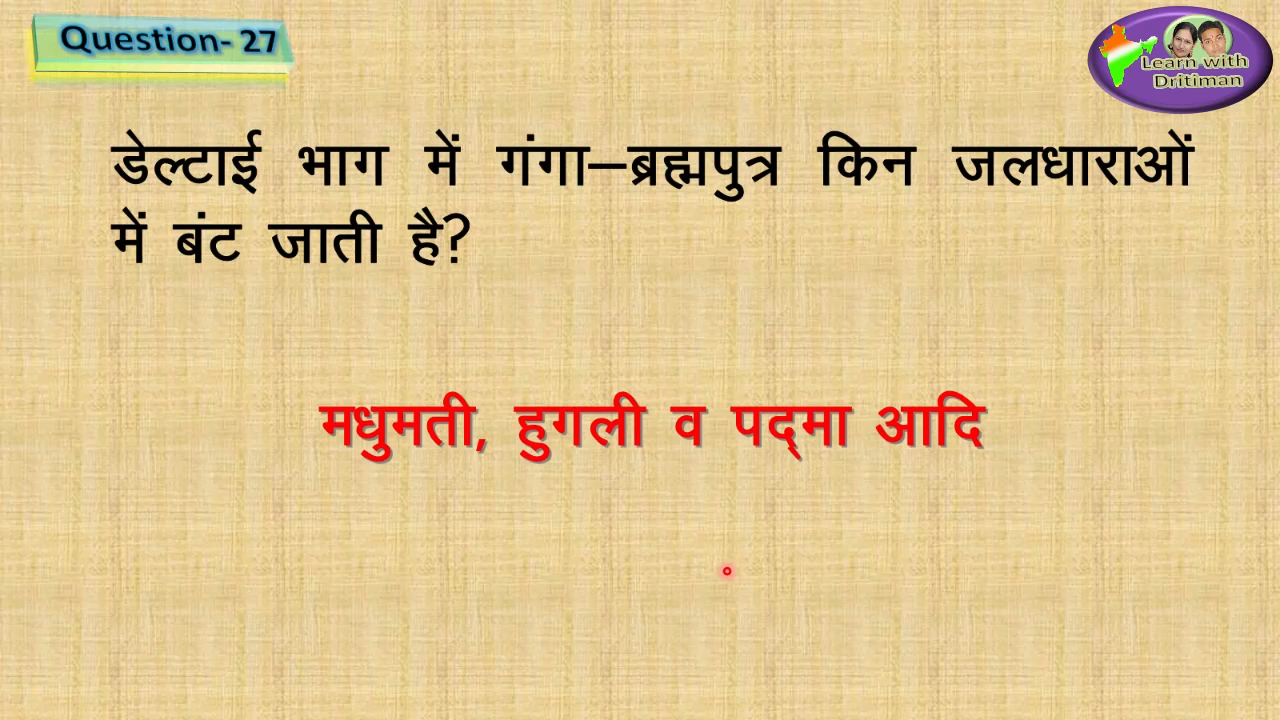 Question- 27
Learn with
Dritiman
डेल्टाई भाग में गंगा–ब्रह्मपुत्र किन जलधाराओं
में बंट जाती है?
मधुमती, हुगली व पद्‌मा आदि